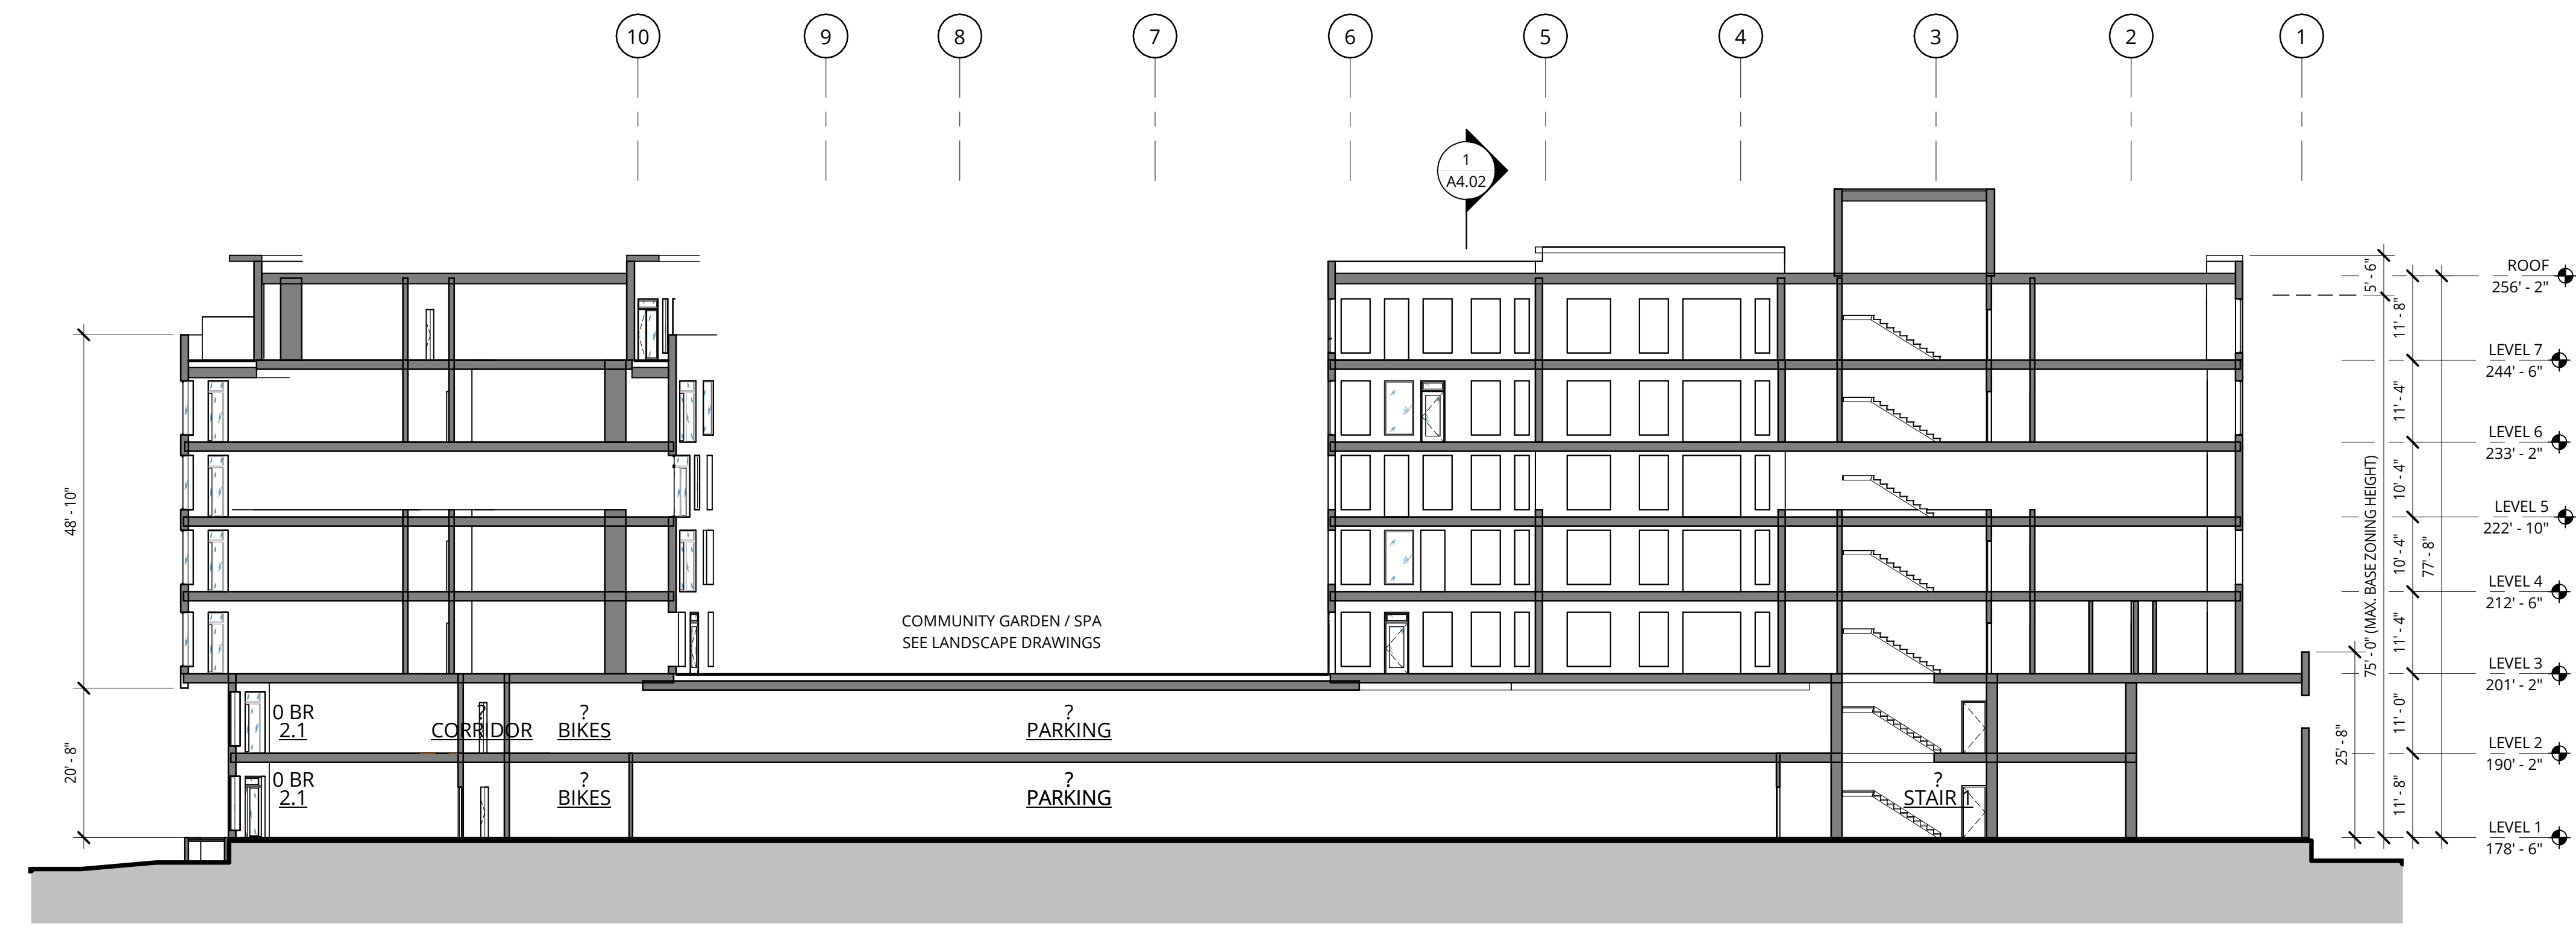 10
9
8
7
6
5
4
3
2
1
1
A4.02
ROOF
256' - 2"
LEVEL 7
244' - 6"
LEVEL 6
233' - 2"
LEVEL 5
222' - 10"
LEVEL 4
212' - 6"
LEVEL 3
201' - 2"
LEVEL 2
190' - 2"
LEVEL 1
178' - 6"
48' - 10"
20' - 8"
COMMUNITY GARDEN / SPA
SEE LANDSCAPE DRAWINGS
0 BR
2.1
?
CORRIDOR
?
BIKES
?
PARKING
0 BR
2.1
?
BIKES
?
PARKING
?
STAIR 1
25' - 8"
5' - 6"
75' - 0" (MAX. BASE ZONING HEIGHT)
11' - 8"
11' - 4"
10' - 4"
10' - 4"
11' - 4"
11' - 0"
11' - 8"
77' - 8"